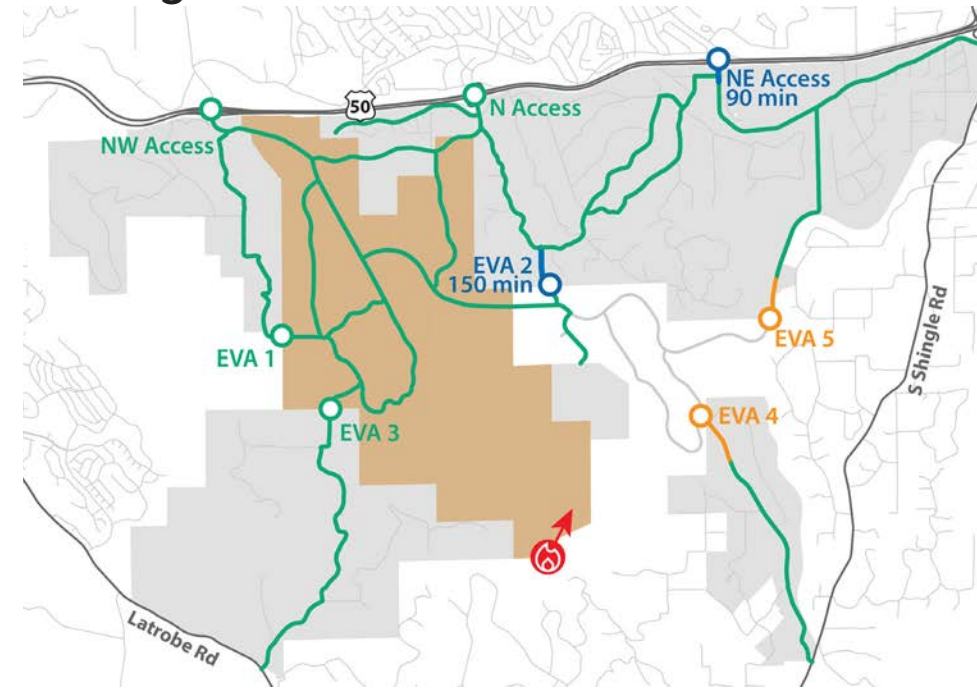 50
NE Access
90 min
N Access
NW Access
EVA 2
150 min
EVA 5
EVA 1
S Shingle Rd
EVA 4
EVA 3
Latrobe Rd